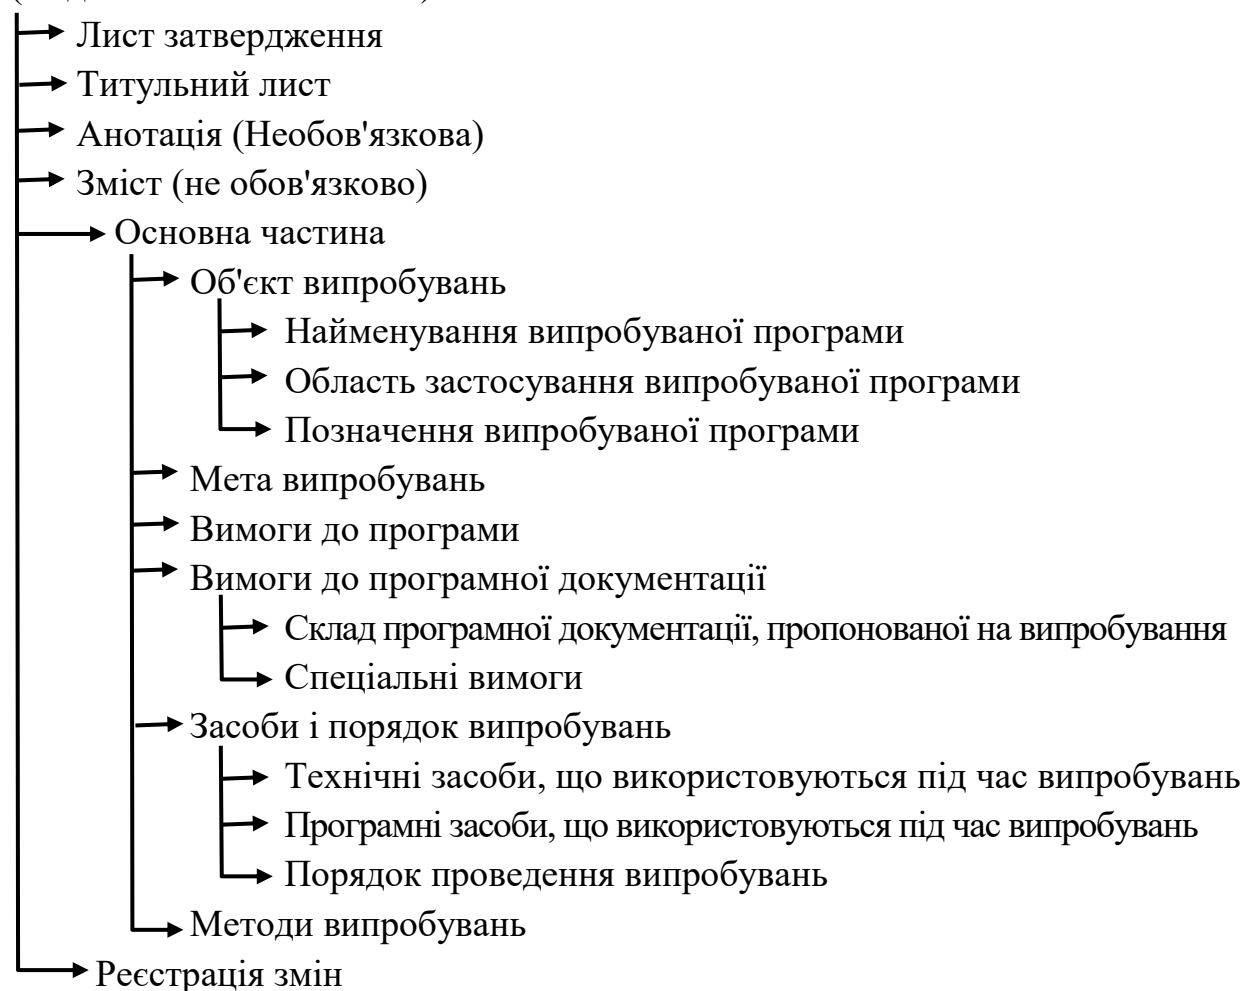 Лист затвердження
Титульний лист
Анотація (Необов'язкова)
Зміст (не обов'язково)
Основна частина
Об'єкт випробувань
Найменування випробуваної програми
Область застосування випробуваної програми
Позначення випробуваної програми
Мета випробувань
Вимоги до програми
Вимоги до програмної документації
Склад програмної документації, пропонованої на випробування
Спеціальні вимоги
Засоби і порядок випробувань
Технічні засоби, що використовуються під час випробувань
Програмні засоби, що використовуються під час випробувань
Порядок проведення випробувань
Методи випробувань
Реєстрація змін